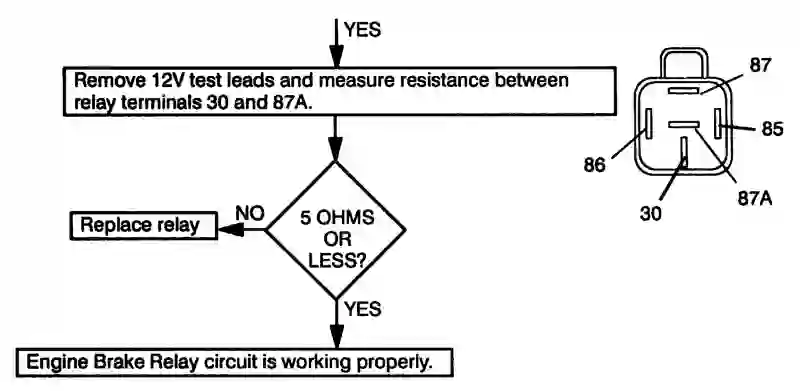 YES
Remove 12V test leads and measure resistance between
relay terminals 30 and 87A.
87
85
86
87A
30
NO
Replace relay
5 OHMS
OR
LESS?
YES
Engine Brake Relay circuit is working properly.